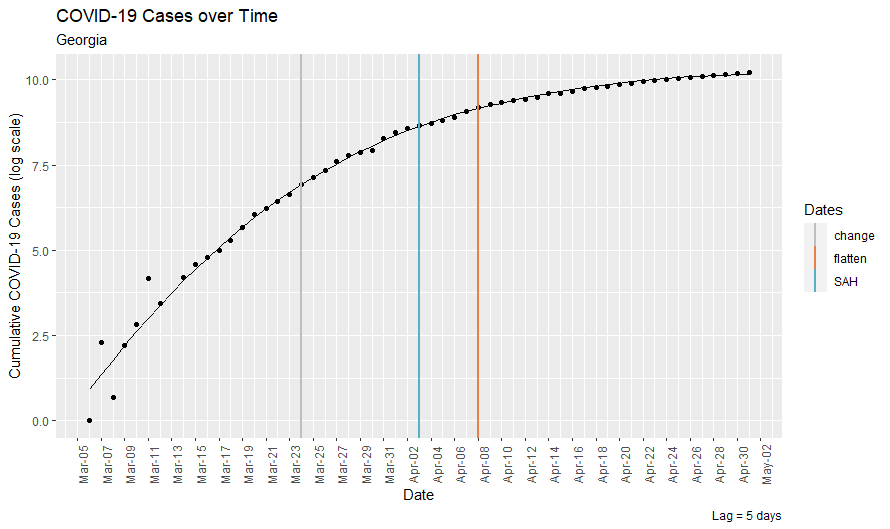 COVID-19 Cases over Time
Georgia
Cumulative COVID-19 Cases (log scale)
10.0
7.5
5.0
2.5
0.0
Mar-05
Mar-07
Mar-09
Mar-11
Mar-13
Mar-15
Mar-17
Mar-19
Mar-21
Mar-23
Mar-25
Mar-27
Mar-29
Mar-31
Apr-02
Apr-04
Apr-06
Apr-08
Apr-10
Apr-12
Apr-14
Apr-16
Apr-18
Apr-20
Apr-22
Apr-24
Apr-26
Apr-28
Apr-30
May-02
Date
Dates
change
flatten
SAH
Lag = 5 days